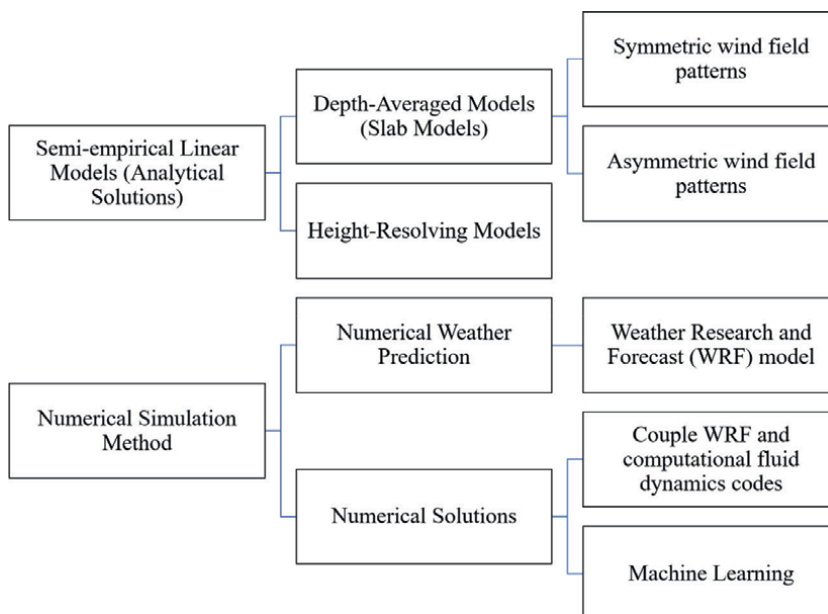 Semi-empirical Linear
Models (Analytical
Solutions)
Depth-Averaged Models
(Slab Models)
Symmetric wind field
patterns
Asymmetric wind field
patterns
Height-Resolving Models
Numerical Simulation
Method
Numerical Weather
Prediction
Weather Research and
Forecast (WRF) model
Numerical Solutions
Couple WRF and
computational fluid
dynamics codes
Machine Learning